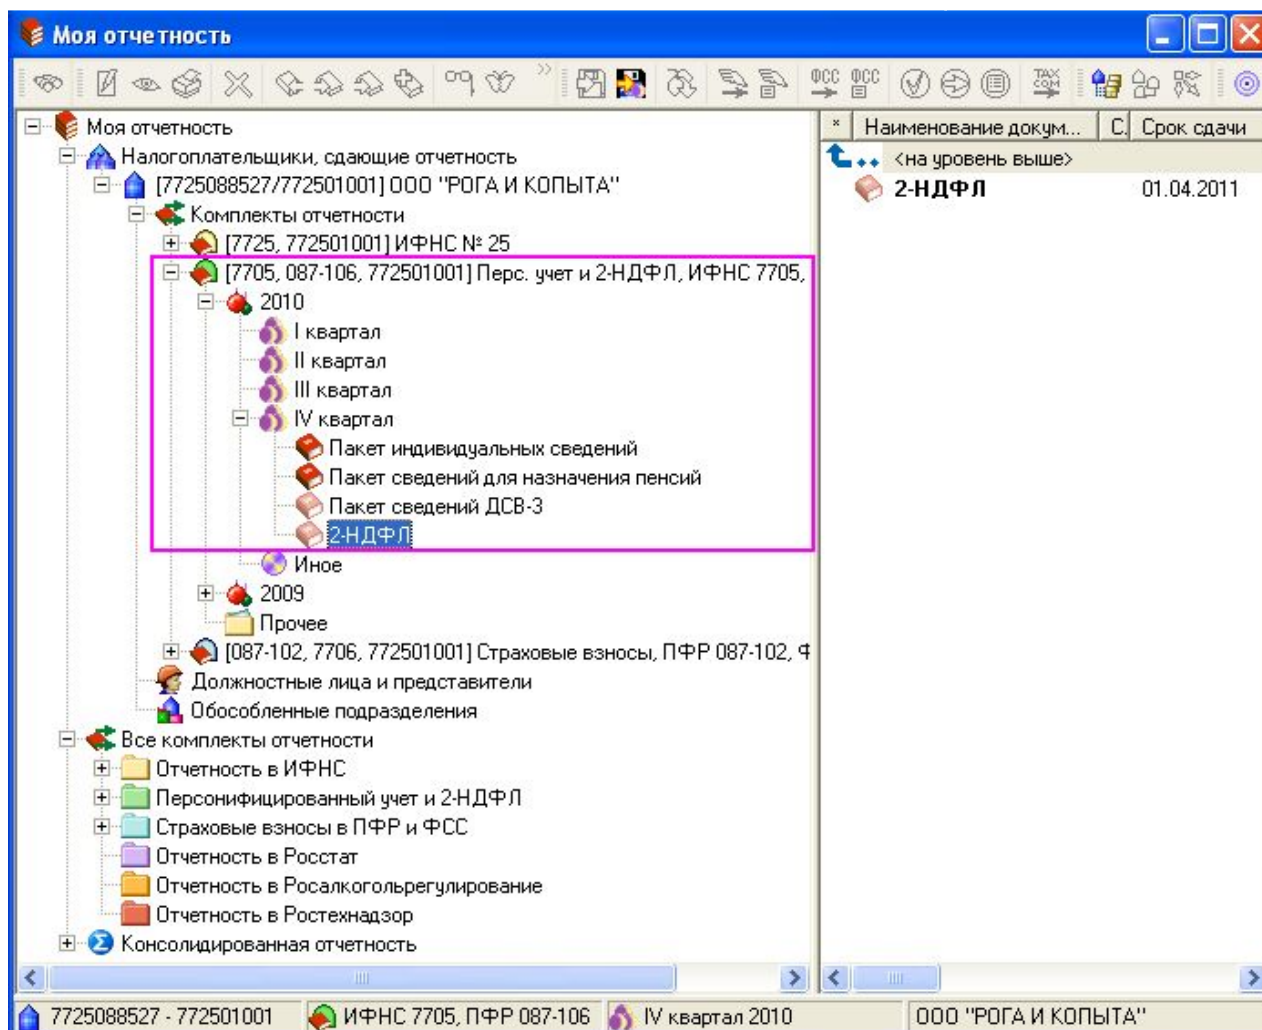 Моя отчетность
»
ФСС ФСС TAX
Моя отчетность
Налогоплательщики, сдающие отчетность
[7725088527/772501001] ООО "РОГА И КОПЫТА"
Комплекты отчетности
[7725, 772501001] ИФНС № 25
[7705, 087-106, 772501001] Перс. учет и 2-НДФЛ, ИФНС 7705,
2010
I квартал
II квартал
III квартал
IV квартал
Пакет индивидуальных сведений
Пакет сведений для назначения пенсий
Пакет сведений ДСВ-3
2-НДФЛ
Иное
2009
Прочее
[087-102, 7706, 772501001] Страховые взносы, ПФР 087-102, Ф
Должностные лица и представители
Обособленные подразделения
Все комплекты отчетности
Отчетность в ИФНС
Персонифицированный учет и 2-НДФЛ
Страховые взносы в ПФР и ФСС
Отчетность в Росстат
Отчетность в Росалкогольрегулирование
Отчетность в Ростехнадзор
Консолидированная отчетность
* Наименование докум... С. Срок сдачи
<на уровень выше>
2-НДФЛ 01.04.2011
7725088527 - 772501001 ИФНС 7705, ПФР 087-106 IV квартал 2010 ООО "РОГА И КОПЫТА"